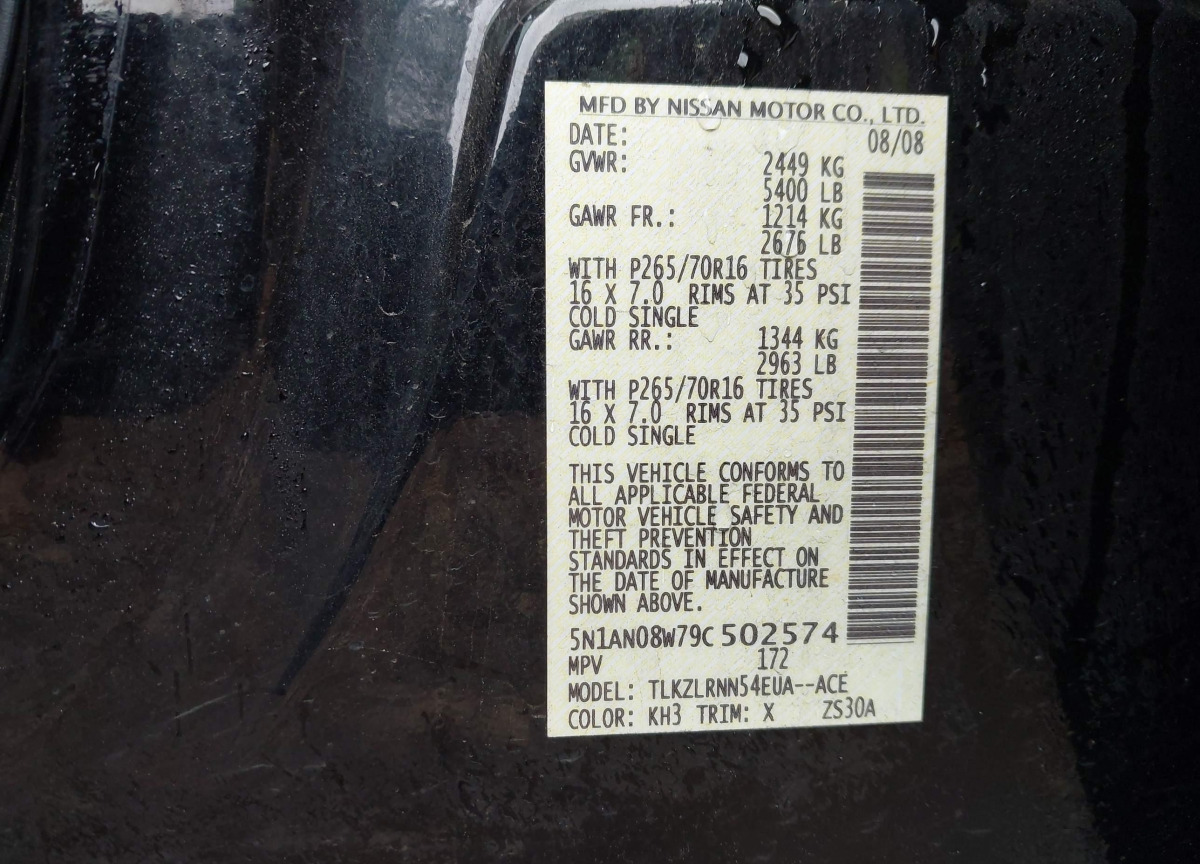 MFD BY NISSAN MOTOR CO., LTD.
DATE: 08/08
GVWR: 2449 KG
5400 LB
GAWR FR.: 1214 KG
2676 LB
WITH P265/70R16 TIRES
16 X 7.0 RIMS AT 35 PSI
COLD SINGLE
GAWR RR.: 1344 KG
2963 LB
WITH P265/70R16 TIRES
16 X 7.0 RIMS AT 35 PSI
COLD SINGLE
THIS VEHICLE CONFORMS TO
ALL APPLICABLE FEDERAL
MOTOR VEHICLE SAFETY AND
THEFT PREVENTION
STANDARDS IN EFFECT ON
THE DATE OF MANUFACTURE
SHOWN ABOVE.
5N1AN08W79C502574
MPV 172
MODEL: TLKZLRNN54EUA--ACE
COLOR: KH3 TRIM: X ZS30A